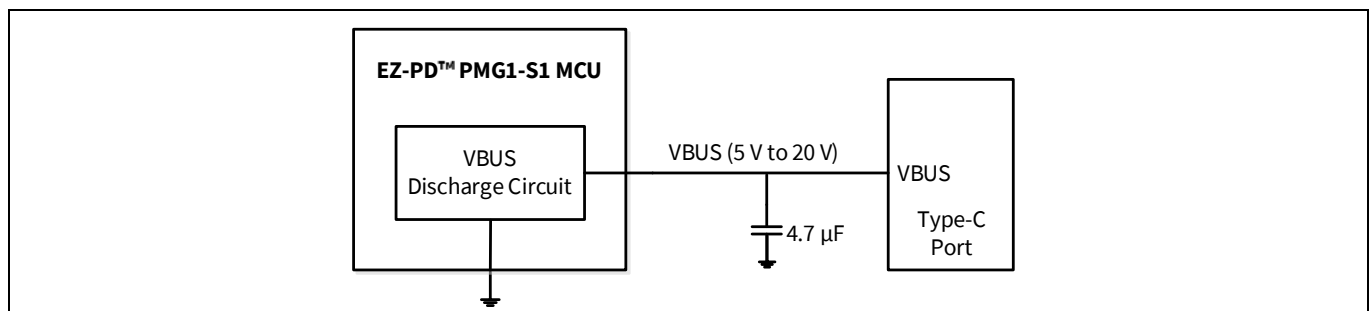 EZ-PD™ PMG1-S1 MCU
VBUS
Discharge Circuit
VBUS (5 V to 20 V)
4.7 µF
VBUS
Type-C
Port